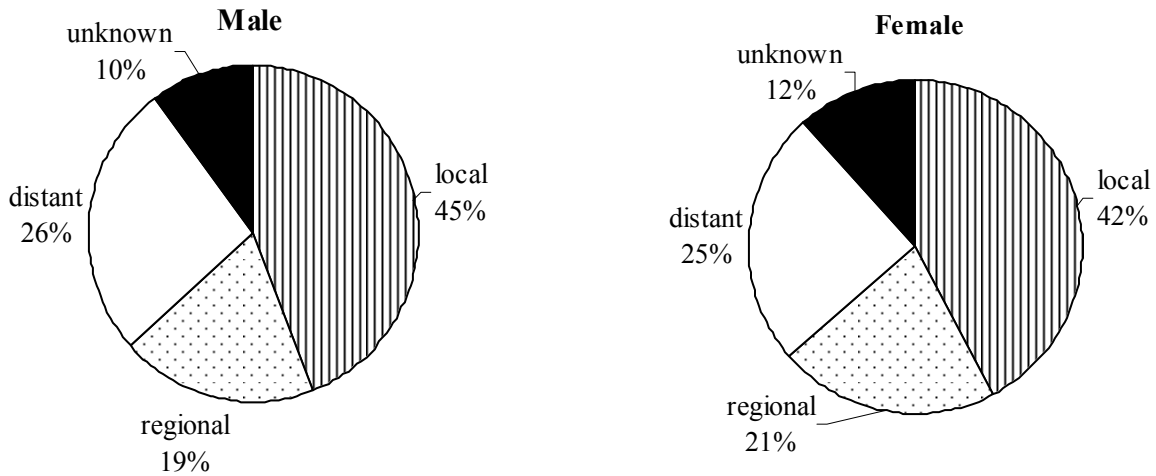 Male
unknown
10%
local
45%
distant
26%
regional
19%
Female
unknown
12%
local
42%
distant
25%
regional
21%